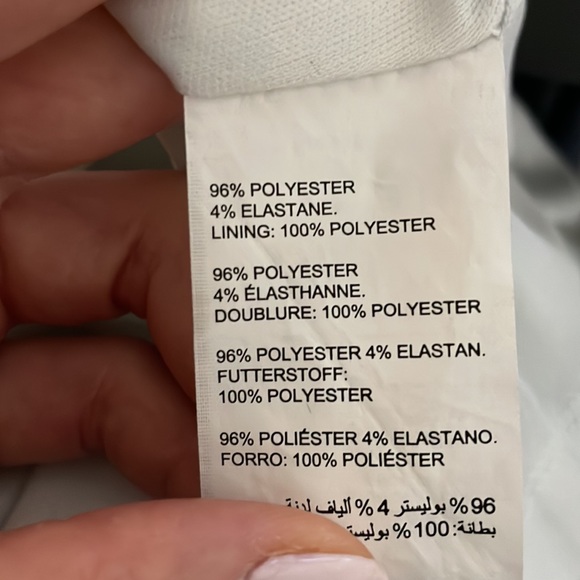 96% POLYESTER
4% ELASTANE.
LINING: 100% POLYESTER
96% POLYESTER
4% ÉLASTHANNE.
DOUBLURE: 100% POLYESTER
96% POLYESTER 4% ELASTAN.
FUTTERSTOFF:
100% POLYESTER
96% POLIÉSTER 4% ELASTANO.
FORRO: 100% POLIÉSTER
96% بوليستر 4% ألياف
بطانة: 100%